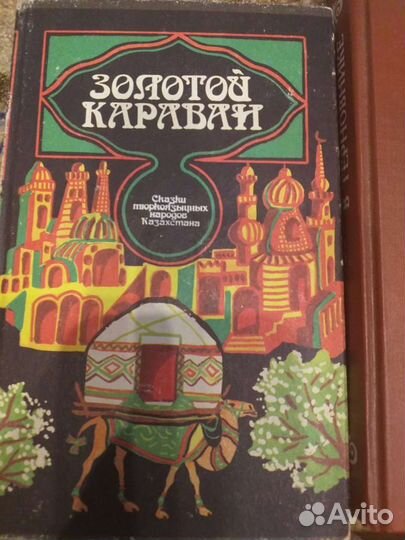 ЗОЛОТОЙ
КАРАВАН
Сказки
тюркоязычных
народов
Казахстана
Avito